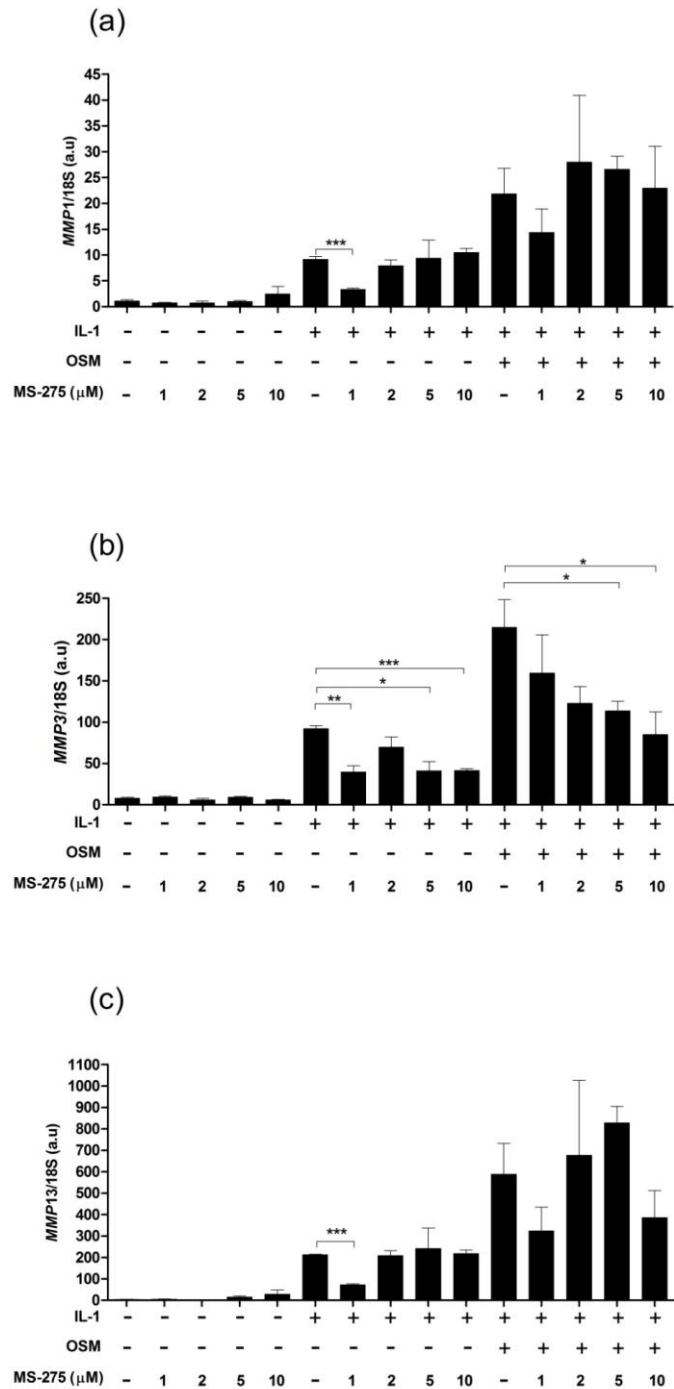 (a)
MMP1/18S (a.u)
45
40
35
30
25
20
15
10
5
0
***
IL-1 − − − − − + + + + + + + + + +
OSM − − − − − − − − − − + + + + +
MS-275 (μM) − 1 2 5 10 − 1 2 5 10 − 1 2 5 10
(b)
MMP3/18S (a.u)
250
200
150
100
50
0
*
*
***
*
**
IL-1 − − − − − + + + + + + + + + +
OSM − − − − − − − − − − + + + + +
MS-275 (μM) − 1 2 5 10 − 1 2 5 10 − 1 2 5 10
(c)
MMP13/18S (a.u)
1100
1000
900
800
700
600
500
400
300
200
100
0
***
IL-1 − − − − − + + + + + + + + + +
OSM − − − − − − − − − − + + + + +
MS-275 (μM) − 1 2 5 10 − 1 2 5 10 − 1 2 5 10